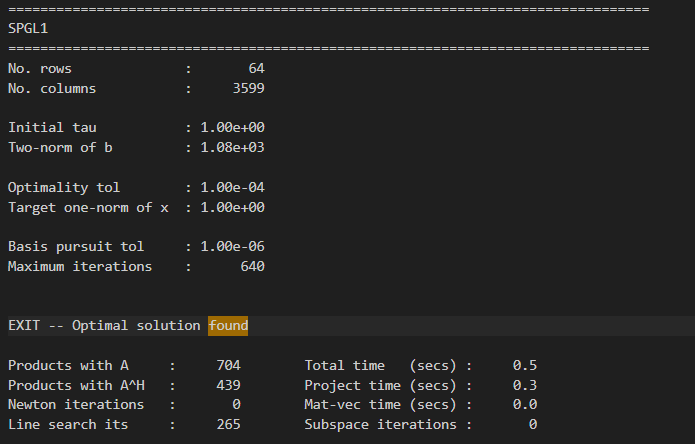 ================================================================================
SPGL1
================================================================================
No. rows              :       64
No. columns           :     3599

Initial tau           : 1.00e+00
Two-norm of b         : 1.08e+03

Optimality tol        : 1.00e-04
Target one-norm of x  : 1.00e+00

Basis pursuit tol     : 1.00e-06
Maximum iterations    :      640

EXIT -- Optimal solution found

Products with A     :     704        Total time   (secs) :     0.5
Products with A^H   :     439        Project time (secs) :     0.3
Newton iterations   :       0        Mat-vec time (secs) :     0.0
Line search its     :     265        Subspace iterations :       0